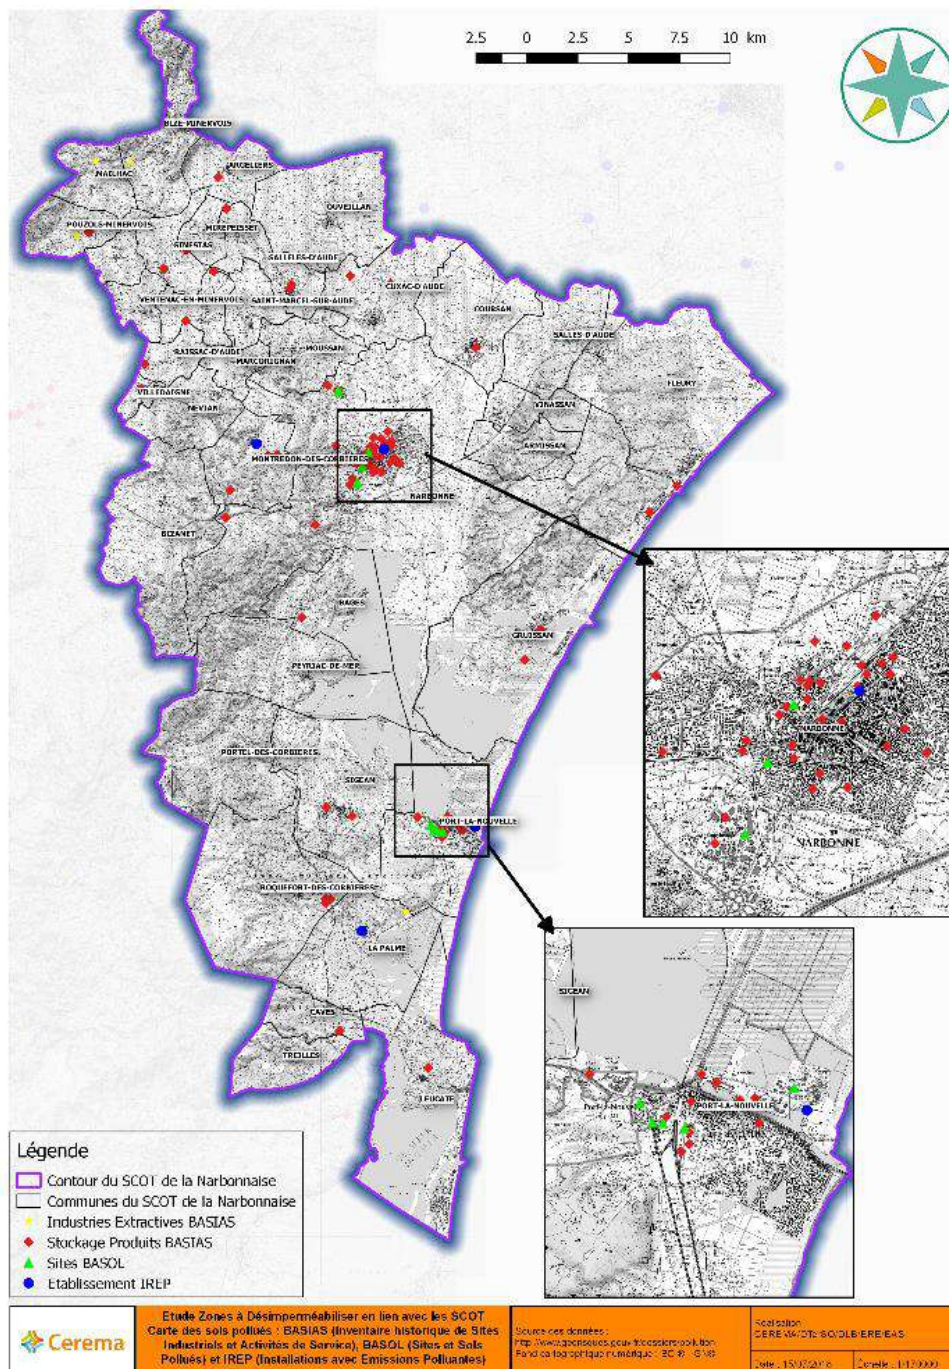 2.5 0 2.5 5 7.5 10 km
BIZE-MINERVOIS
MAILHAC
ARGELIERS
OUVEILLAN
POUZOLS-MINERVOIS
MIREPEISSET
GINESTAS
SALLELES-D'AUDE
CUXAC-D'AUDE
VENTENAC-EN-MINERVOIS
SAINT-MARCEL-SUR-AUDE
COURSAN
SALLES-D'AUDE
MOUSSAN
RAISSAC-D'AUDE
MARCORIGNAN
FLEURY
VILLEDAIGNE
NEVIAN
VINASSAN
ARMISSAN
MONTREDON-DES-CORBIERES
NARBONNE
BIZANET
BAGES
GRUISSAN
PEYRIAC-DE-MER
NARBONNE
PORTEL-DES-CORBIERES
SIGEAN
PORT-LA-NOUVELLE
NARBONNE
ROQUEFORT-DES-CORBIERES
LA PALME
SIGEAN
CAVES
TREILLES
LEUCATE
PORT-LA-NOUVELLE
Légende
Contour du SCOT de la Narbonnaise
Communes du SCOT de la Narbonnaise
Industries Extractives BASIAS
Stockage Produits BASIAS
Sites BASOL
Etablissement IREP
Cerema
Etude Zones à Désimperméabiliser en lien avec les SCOT
Carte des sols pollués : BASIAS (Inventaire historique de Sites
Industriels et Activités de Service), BASOL (Sites et Sols
Pollués) et IREP (Installations avec Emissions Polluantes)
Source des données :
Fond cartographique numérique :
Réalisation